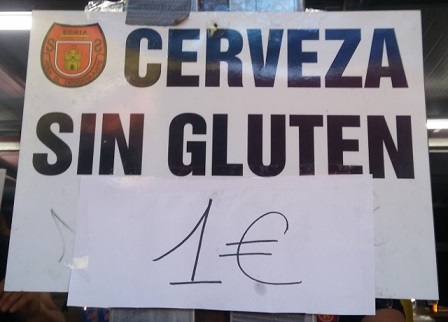 CERVEZA
SIN GLUTEN
1€